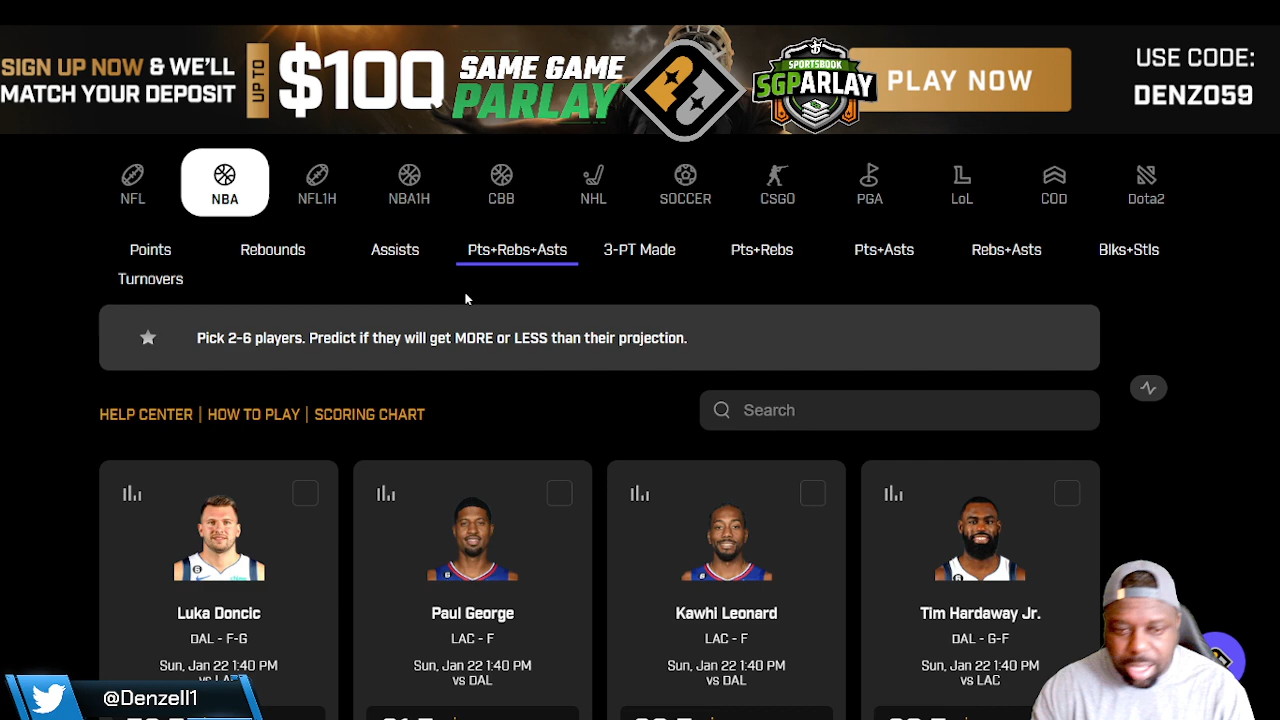 SIGN UP NOW & WE'LL
MATCH YOUR DEPOSIT
UP TO
$100
SAME GAME
PARLAY
SPORTSBOOK
SGPARLAY
PLAY NOW
USE CODE:
DENZO59
NFL
NBA
NFL1H
NBA1H
CBB
NHL
SOCCER
CSGO
PGA
LoL
COD
Dota2
Points
Rebounds
Assists
Pts+Rebs+Asts
3-PT Made
Pts+Rebs
Pts+Asts
Rebs+Asts
Blks+Stls
Turnovers
Pick 2-6 players. Predict if they will get MORE or LESS than their projection.
HELP CENTER | HOW TO PLAY | SCORING CHART
Search
Luka Doncic
DAL - F-G
Sun, Jan 22 1:40 PM
Paul George
LAC - F
Sun, Jan 22 1:40 PM
vs DAL
Kawhi Leonard
LAC - F
Sun, Jan 22 1:40 PM
vs DAL
Tim Hardaway Jr.
DAL - G-F
Sun, Jan 22 1:40 PM
vs LAC
@Denzell1